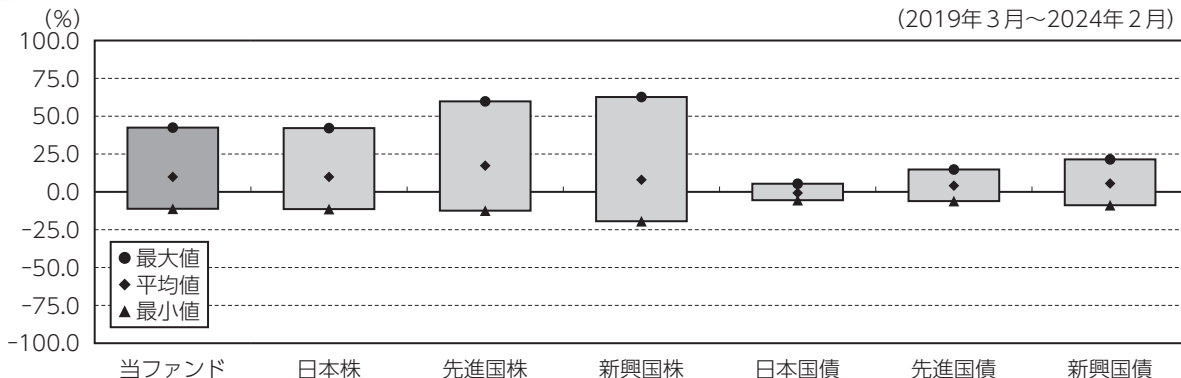 (%)
(2019年3月~2024年2月)
100.0
75.0
50.0
25.0
0.0
-25.0
-50.0
-75.0
-100.0
●最大値
◆平均値
▲最小値
当ファンド 日本株 先進国株 新興国株 日本国債 先進国債 新興国債